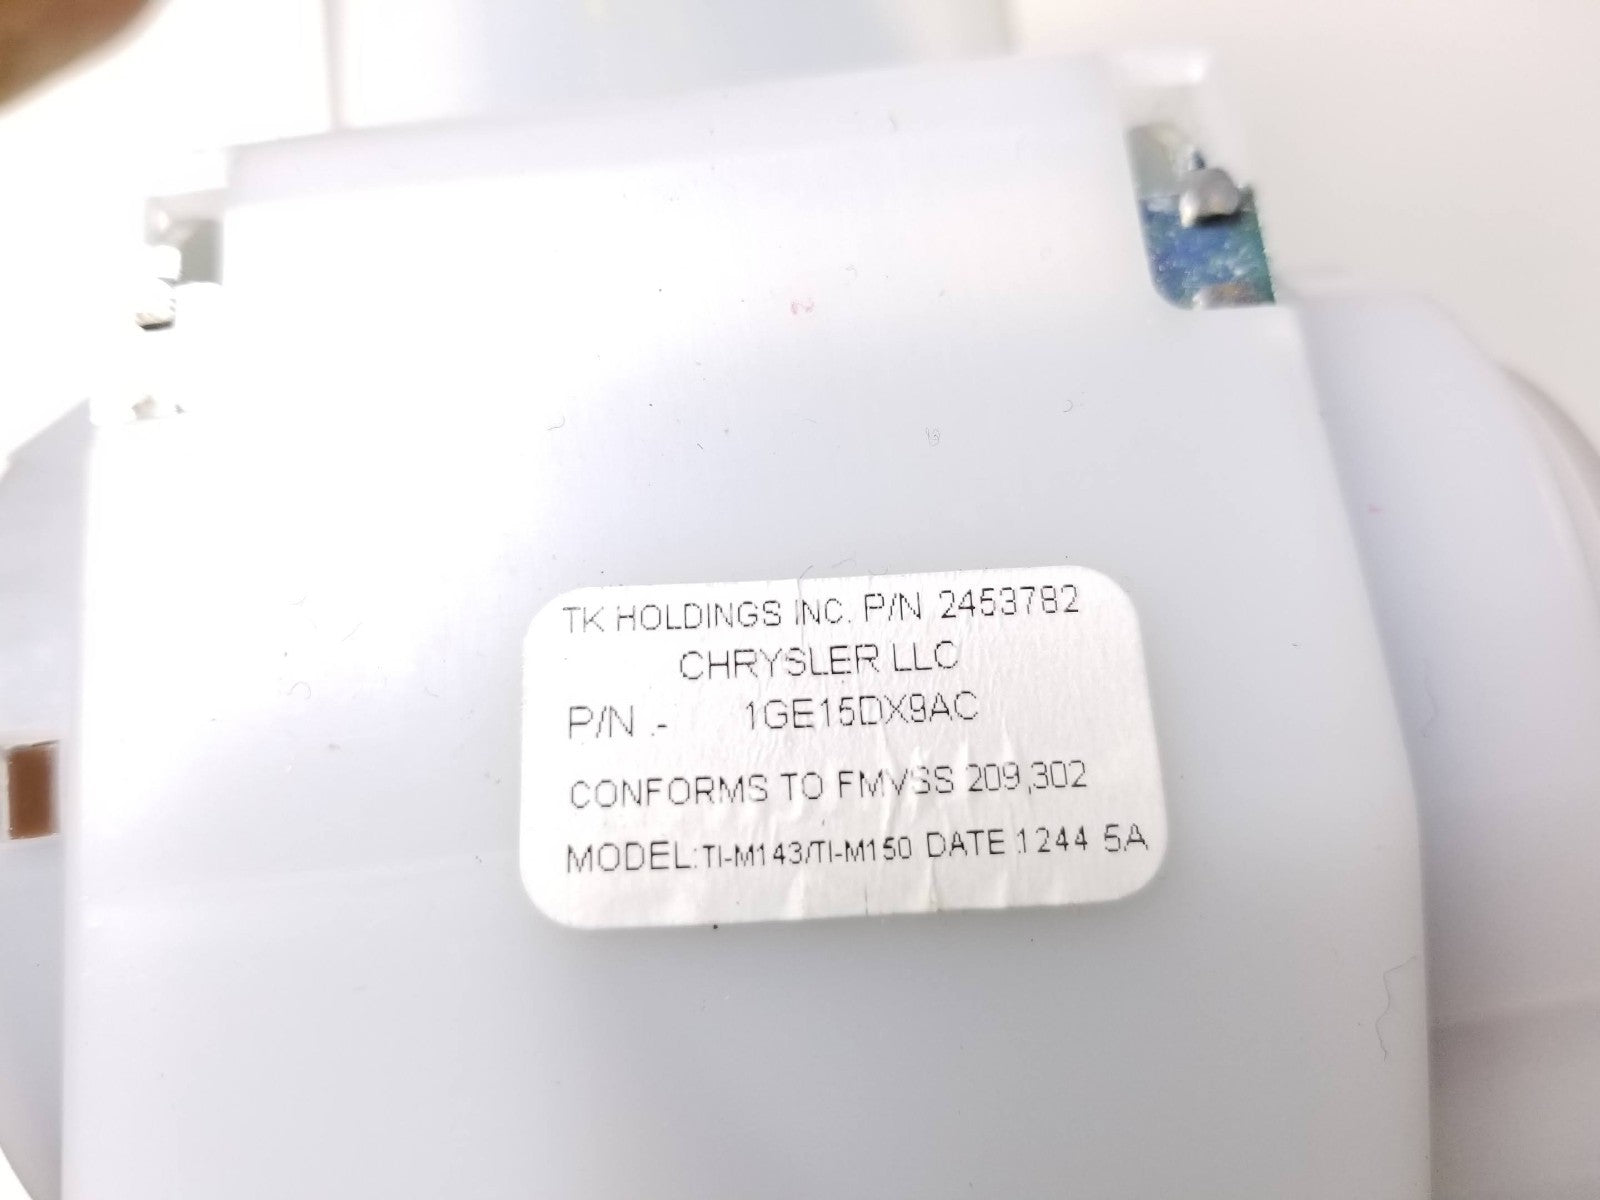 TK HOLDINGS INC. P/N 2453782
CHRYSLER LLC
P/N .- 1GE15DX9AC
CONFORMS TO FMVSS 209,302
MODEL:TI-M143/TI-M150 DATE 1244 5A